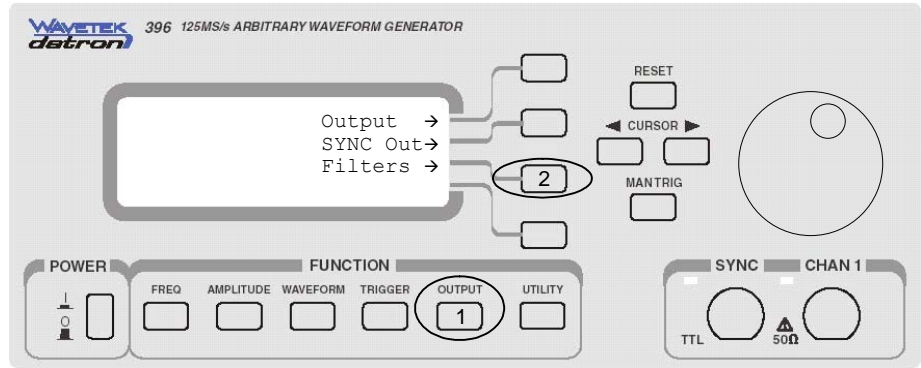 WAVETEK
datron
396 125MS/s ARBITRARY WAVEFORM GENERATOR
Output →
SYNC Out→
Filters →
2
RESET
◀ CURSOR ▶
MAN TRIG
POWER
I
O
FUNCTION
FREQ AMPLITUDE WAVEFORM TRIGGER OUTPUT UTILITY
1
SYNC
CHAN 1
TTL
50Ω